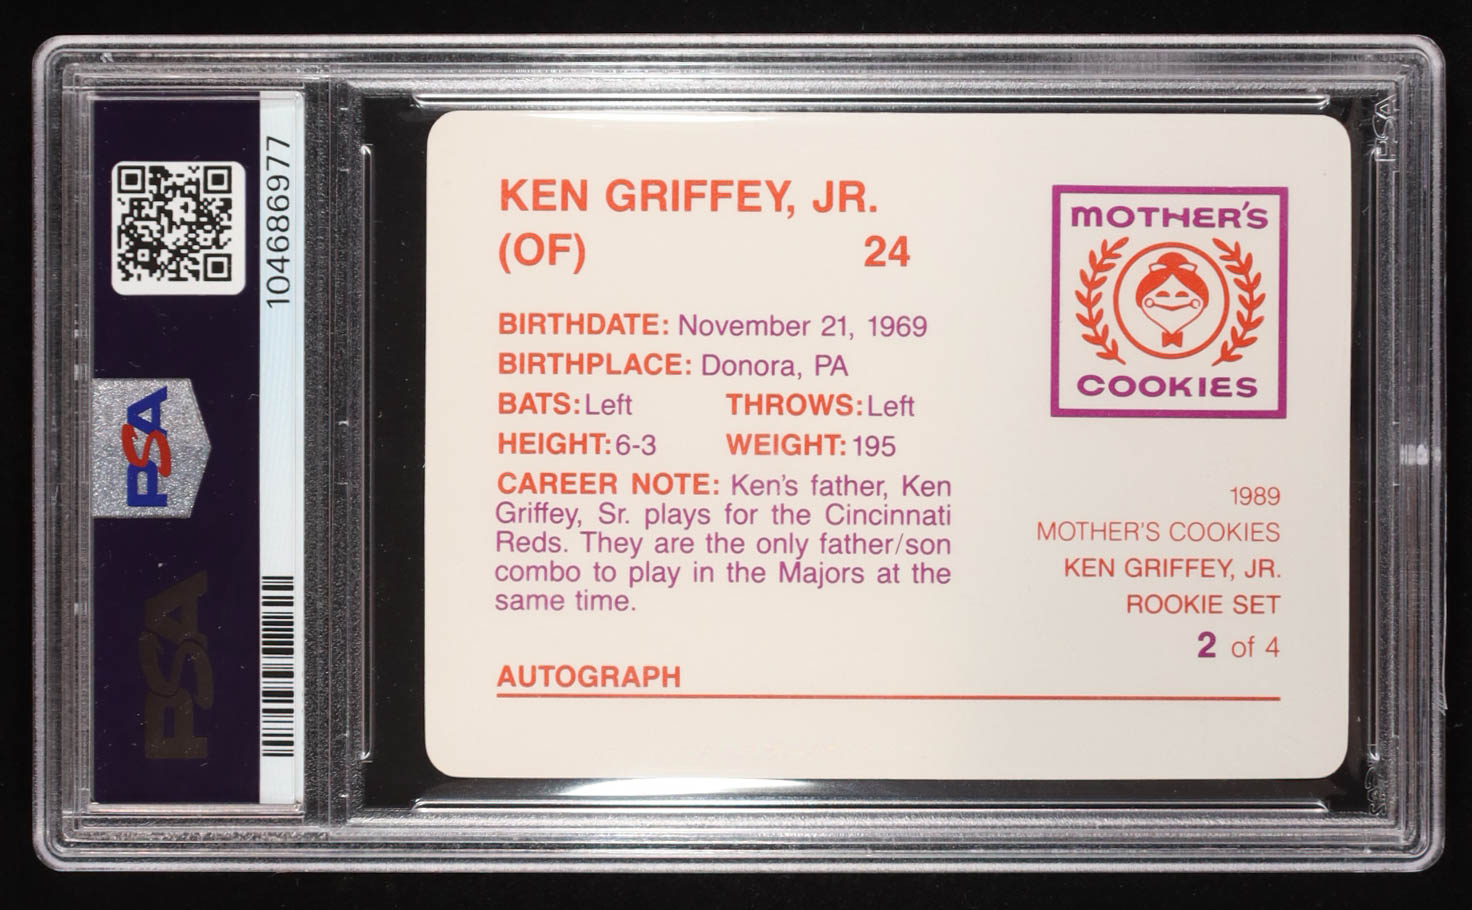 104686977
PSA
PSA
PSA
KEN GRIFFEY, JR.
(OF) 24
BIRTHDATE: November 21, 1969
BIRTHPLACE: Donora, PA
BATS: Left THROWS: Left
HEIGHT: 6-3 WEIGHT: 195
CAREER NOTE: Ken's father, Ken
Griffey, Sr. plays for the Cincinnati
Reds. They are the only father/son
combo to play in the Majors at the
same time.
AUTOGRAPH
MOTHER'S
COOKIES
1989
MOTHER'S COOKIES
KEN GRIFFEY, JR.
ROOKIE SET
2 of 4